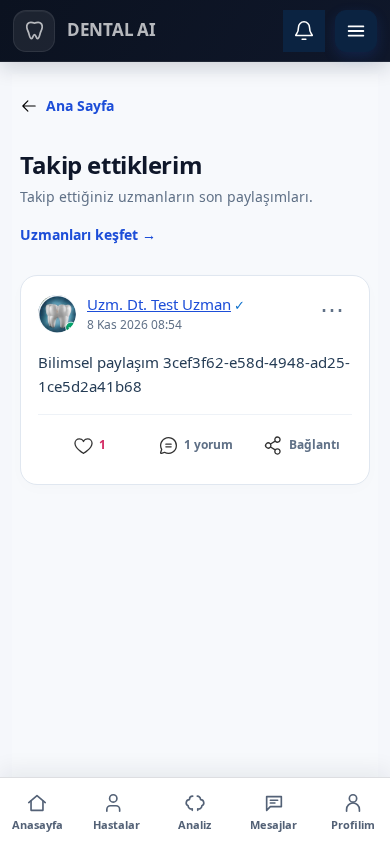 DENTAL AI
Ana Sayfa
Takip ettiklerim
Takip ettiğiniz uzmanların son paylaşımları.
Uzmanları keşfet →
Uzm. Dt. Test Uzman ✓
8 Kas 2026 08:54
Bilimsel paylaşım 3cef3f62-e58d-4948-ad25-
1ce5d2a41b68
1 1 yorum Bağlantı
Anasayfa Hastalar Analiz Mesajlar Profilim